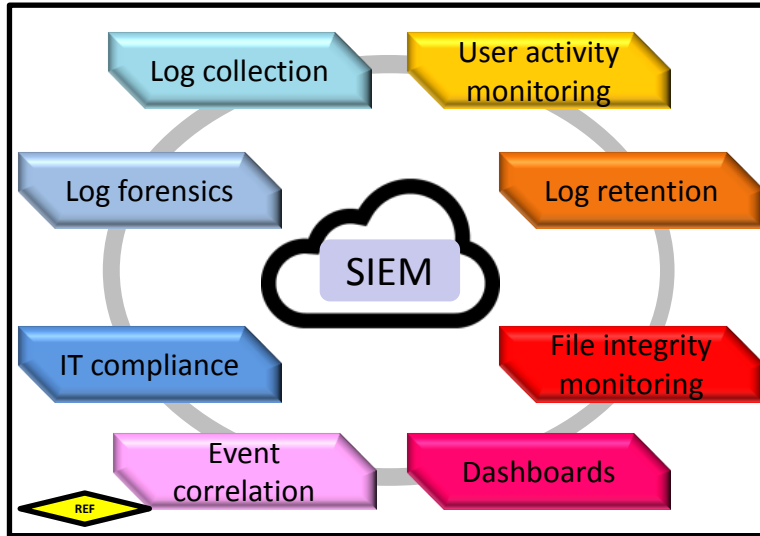 Log collection
User activity
monitoring
Log forensics
Log retention
SIEM
IT compliance
File integrity
monitoring
Event
correlation
Dashboards
REF